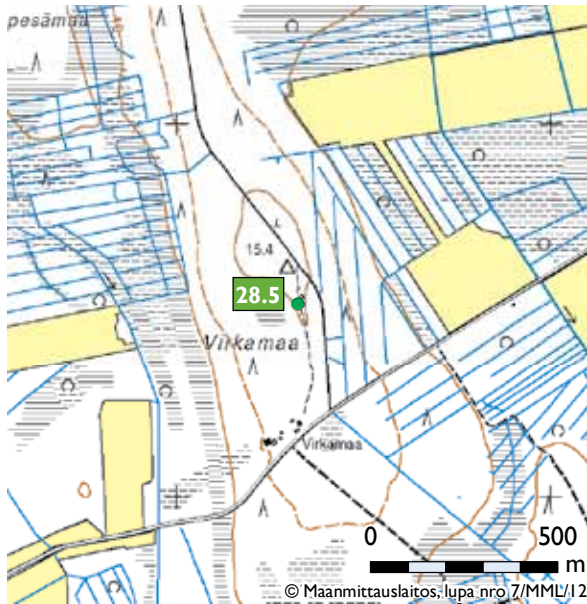 pesämaa
15.4
28.5
Virkamaa
Virkamaa
0 500
m
© Maanmittauslaitos, lupa nro 7/MML/12